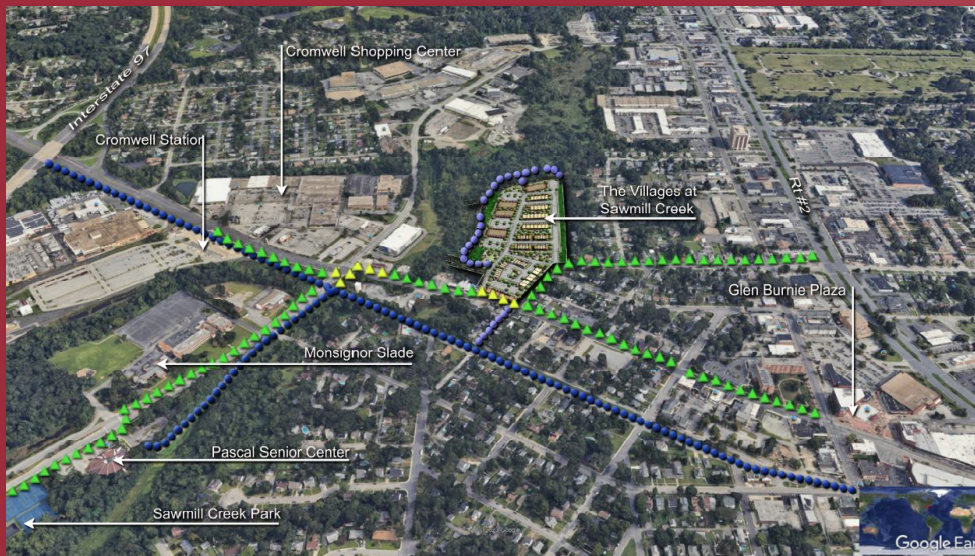 Interstate 97
Cromwell Shopping Center
Cromwell Station
The Villages at
Sawmill Creek
Rt #2
Glen Burnie Plaza
Monsignor Slade
Pascal Senior Center
Sawmill Creek Park
Google Ear